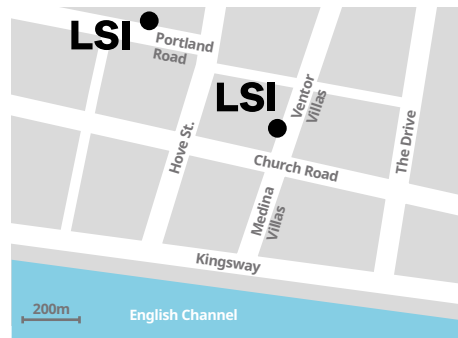 LSI
Portland
Road
LSI
Ventor
Villas
Hove St.
The Drive
Church Road
Medina
Villas
Kingsway
200m
English Channel